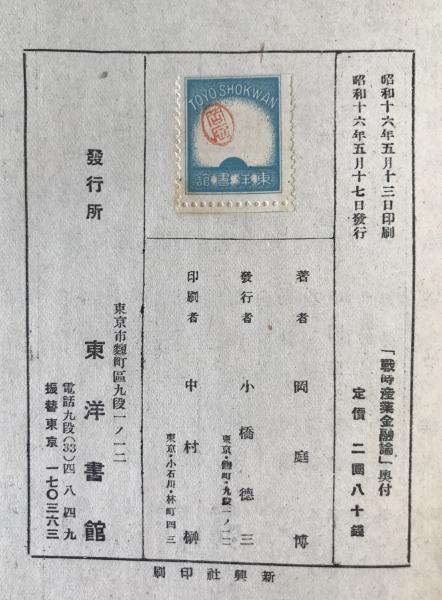 昭和十六年五月十三日印刷
昭和十六年五月十七日發行
「戰時産業金融論」奥付
定價 二圓八十錢
著者 岡庭博
發行者 小橋德三
東京・麴町・九段一ノ一二
印刷者 中村榊
東京・小石川・林町四三
TOYO SHOKWAN
東洋書館
發行所
東京市麴町區九段一ノ一二
東洋書館
電話九段(33)四八四九
振替東京 一七〇三六三
新興社印刷